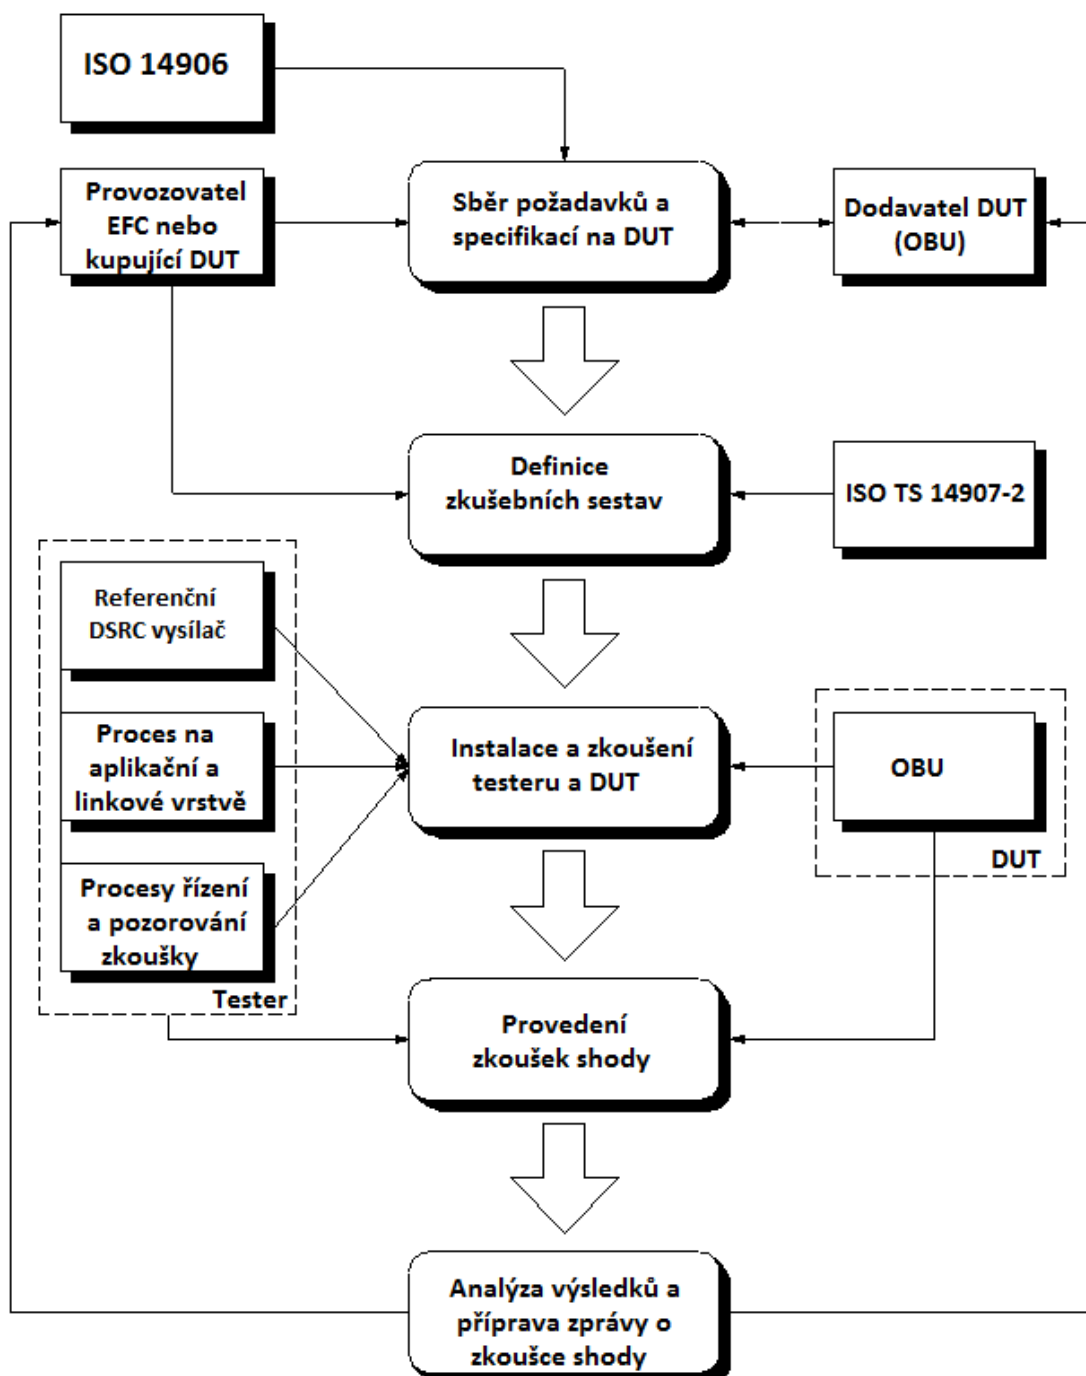 ISO 14906
Provozovatel
EFC nebo
kupující DUT
Sběr požadavků a
specifikací na DUT
Dodavatel DUT
(OBU)
Definice
zkušebních sestav
ISO TS 14907-2
Referenční
DSRC vysílač
Proces na
aplikační a
linkové vrstvě
Procesy řízení
a pozorování
zkoušky
Tester
Instalace a zkoušení
testeru a DUT
OBU
DUT
Provedení
zkoušek shody
Analýza výsledků a
příprava zprávy o
zkoušce shody